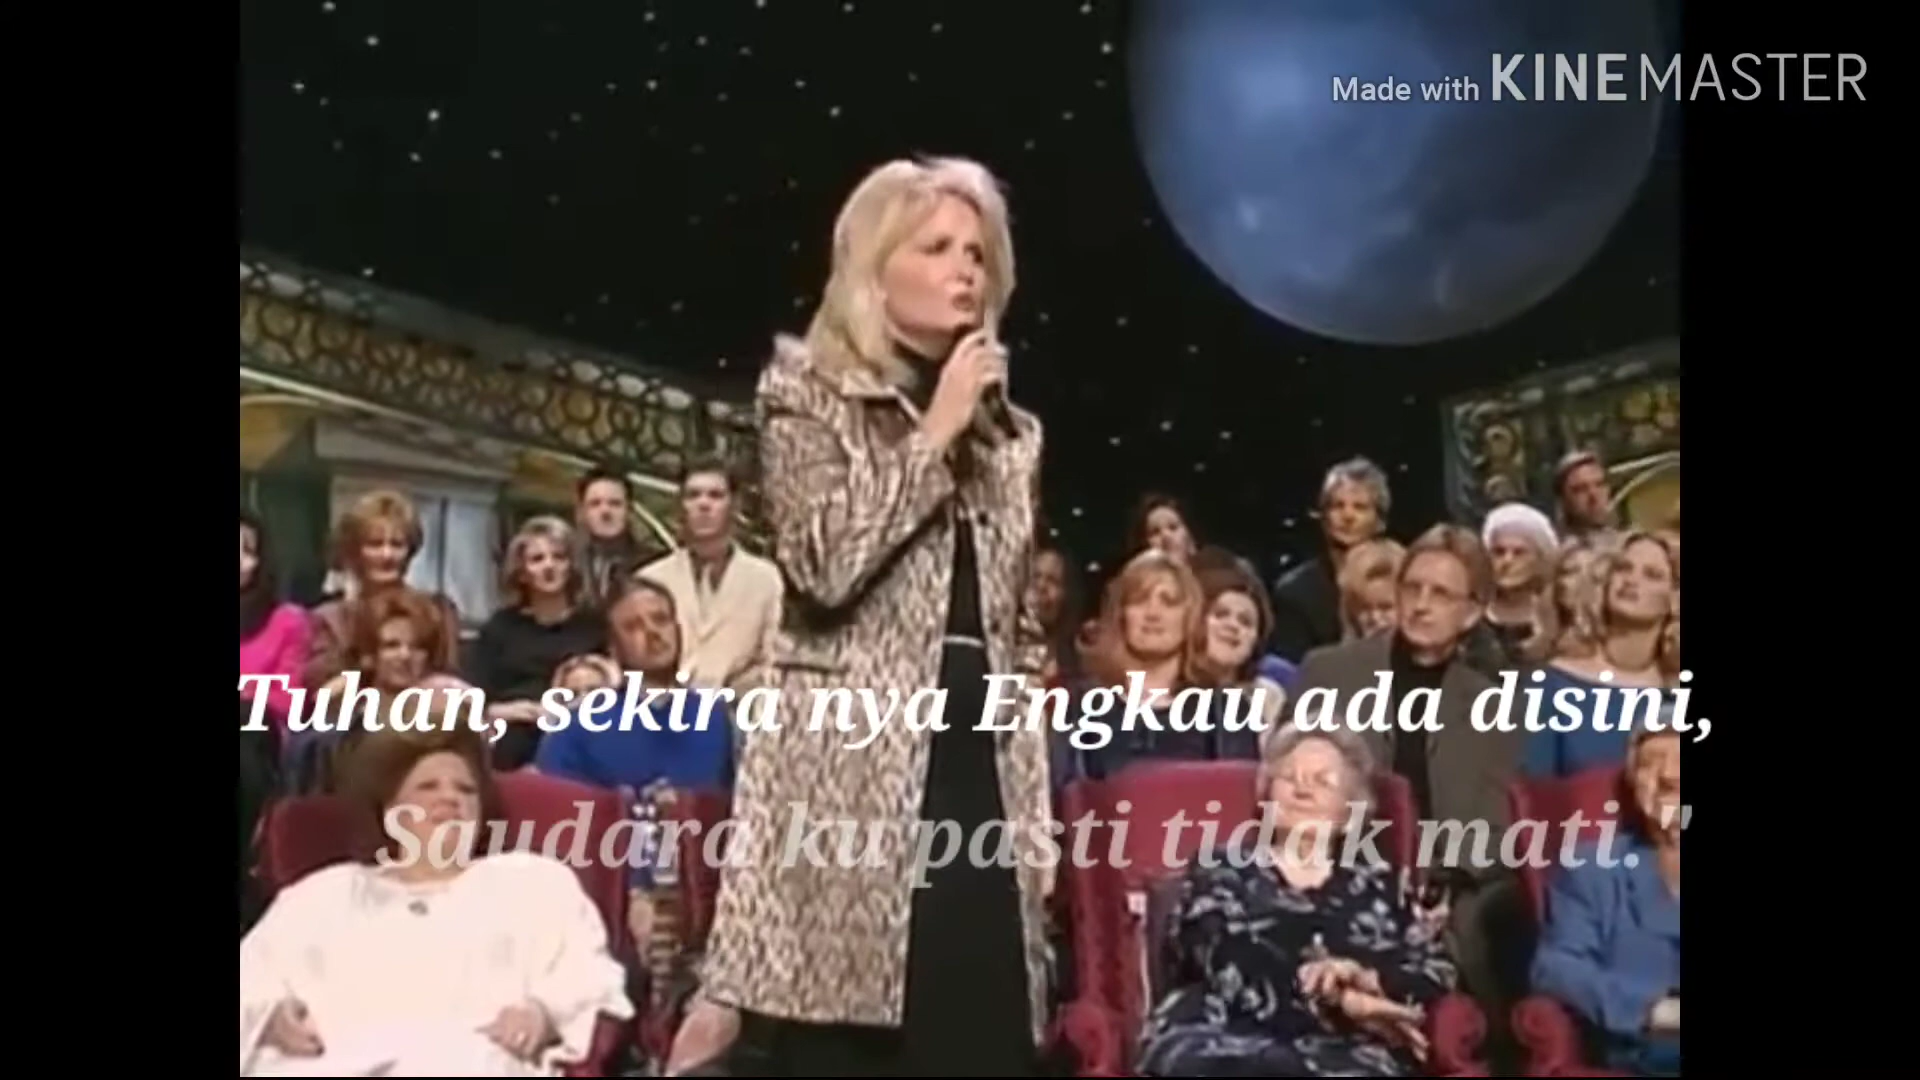 Made with KINEMASTER
Tuhan, sekira nya Engkau ada disini,
Saudara ku pasti tidak mati."